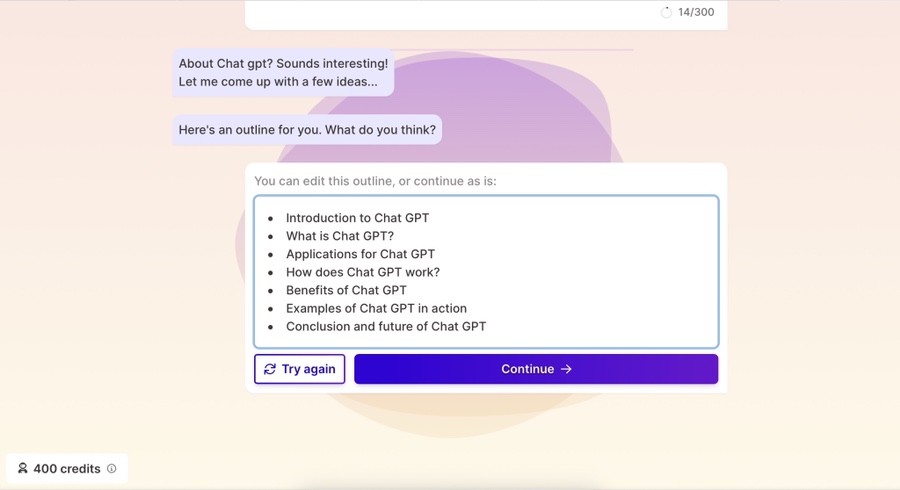 14/300
About Chat gpt? Sounds interesting!
Let me come up with a few ideas...
Here's an outline for you. What do you think?
You can edit this outline, or continue as is:
• Introduction to Chat GPT
• What is Chat GPT?
• Applications for Chat GPT
• How does Chat GPT work?
• Benefits of Chat GPT
• Examples of Chat GPT in action
• Conclusion and future of Chat GPT
Try again
Continue →
400 credits